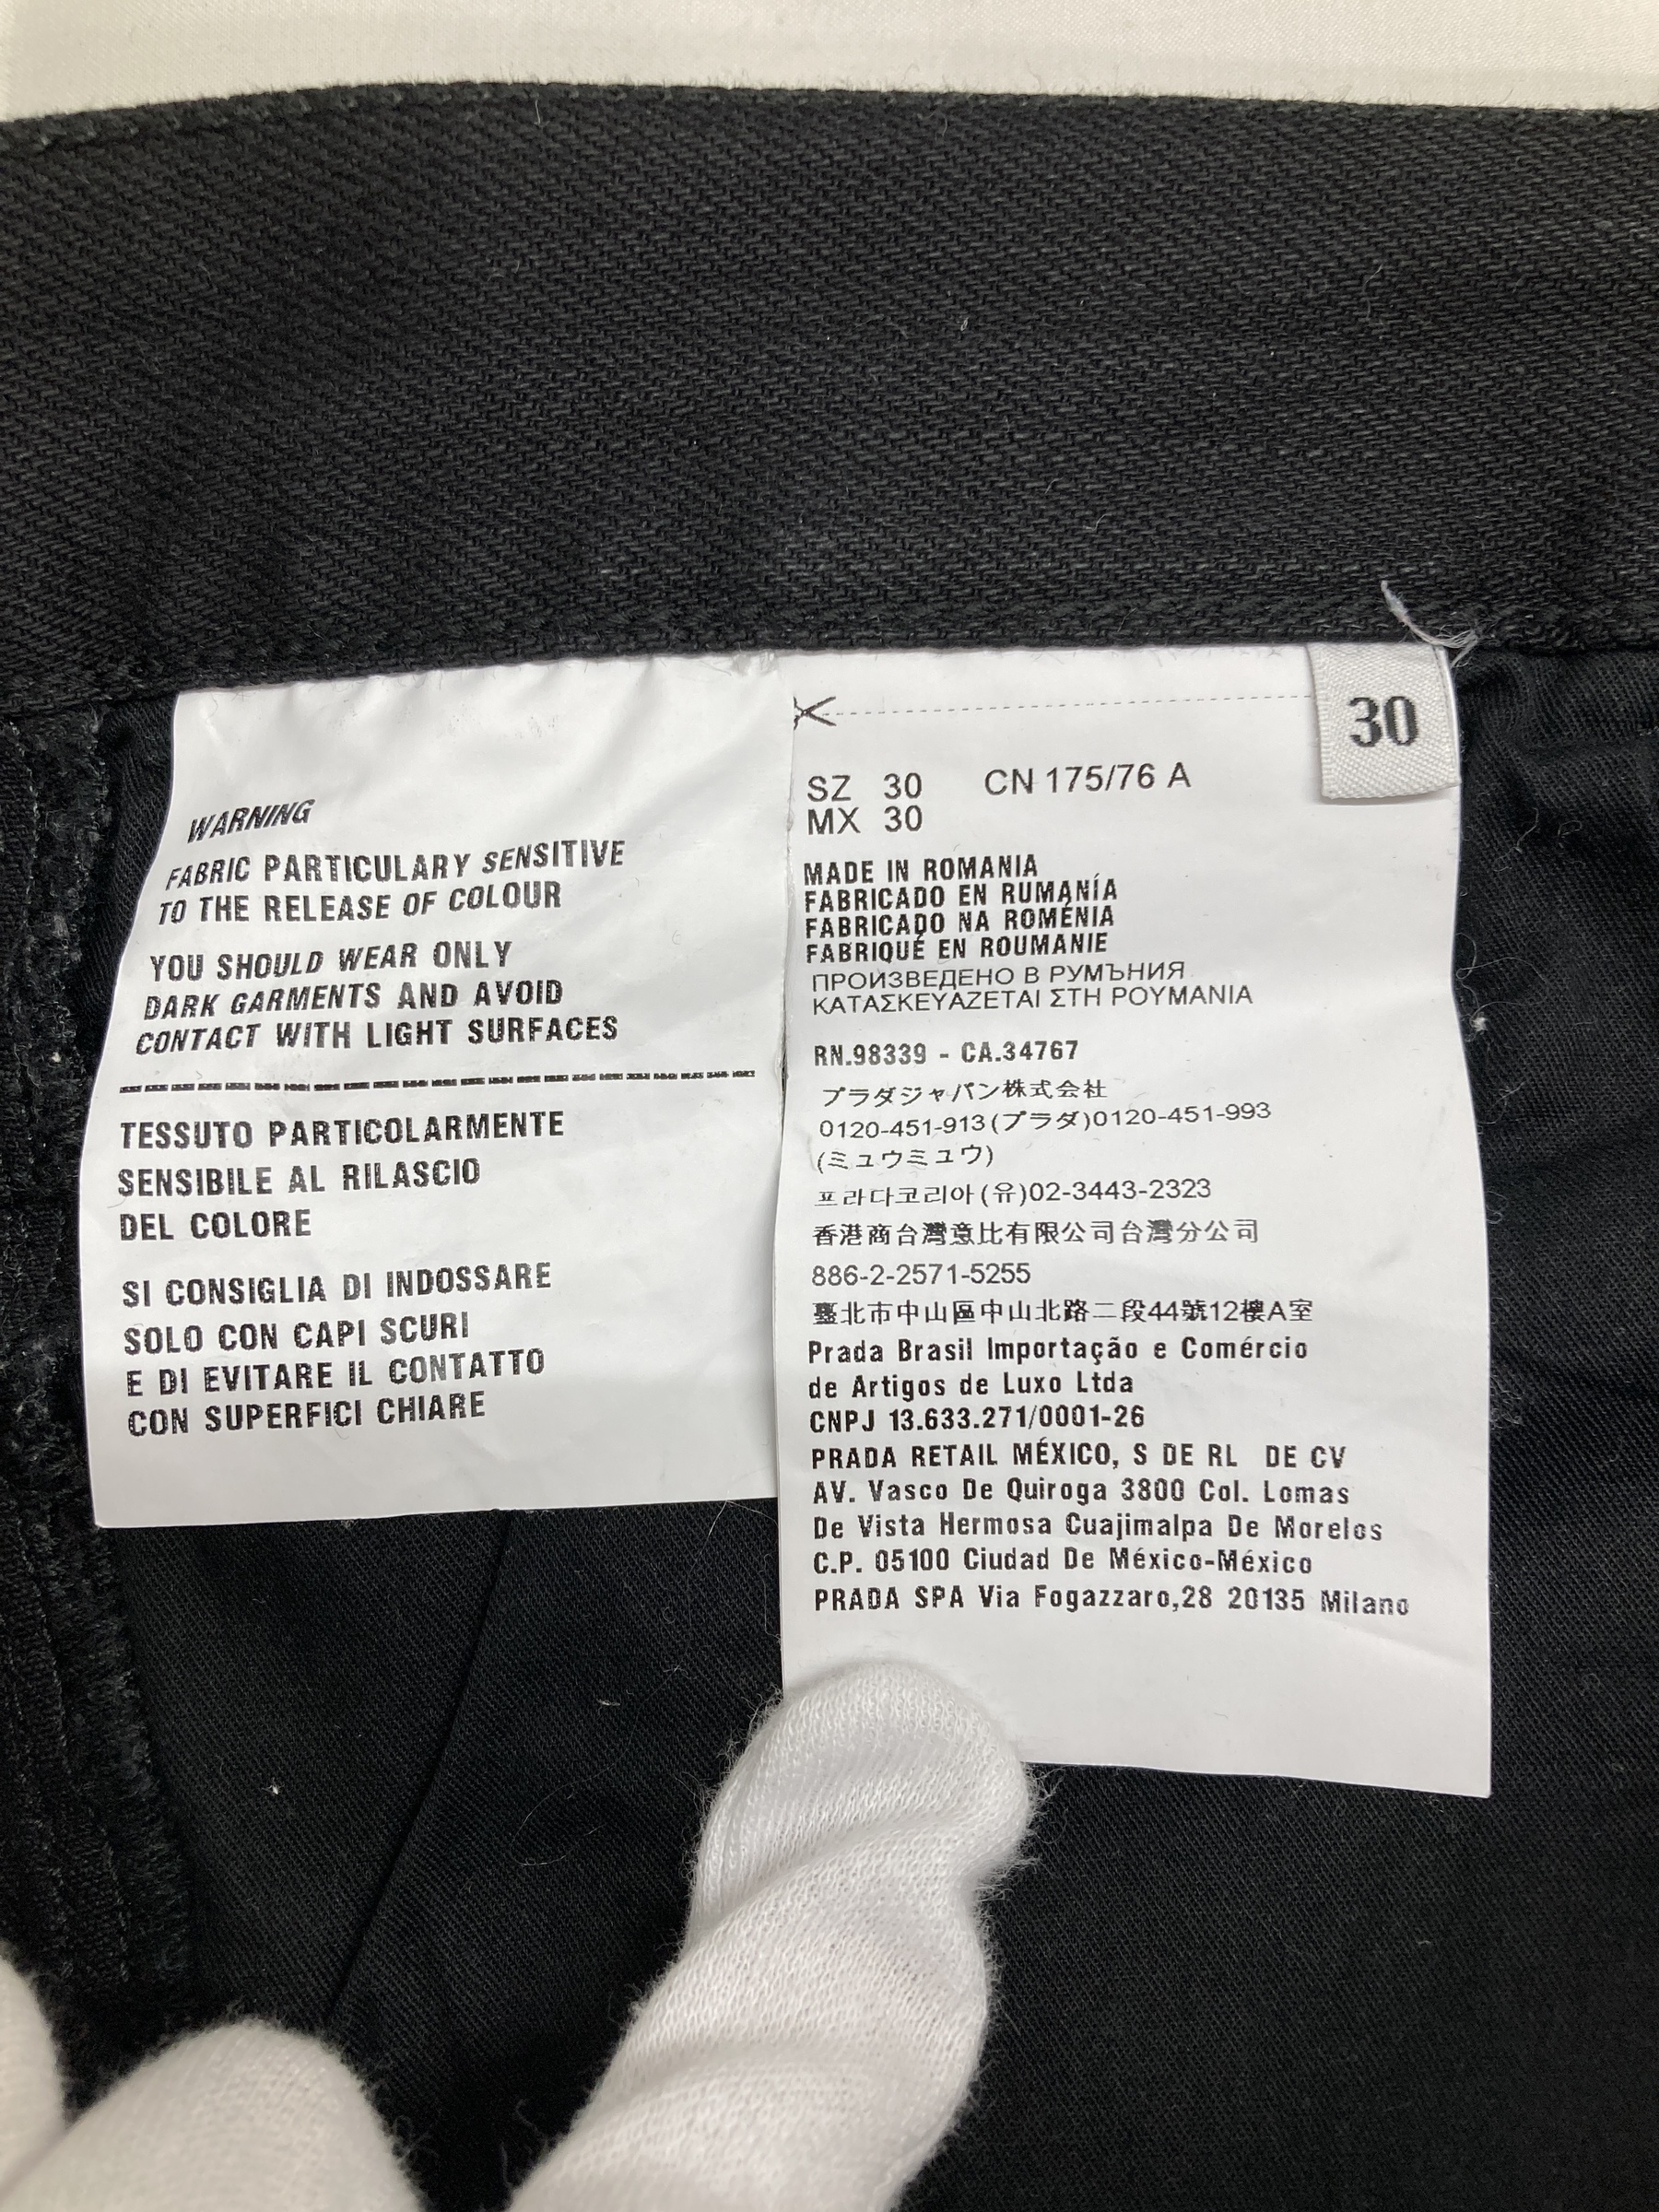 WARNING
FABRIC PARTICULARY SENSITIVE
TO THE RELEASE OF COLOUR
YOU SHOULD WEAR ONLY
DARK GARMENTS AND AVOID
CONTACT WITH LIGHT SURFACES
TESSUTO PARTICOLARMENTE
SENSIBILE AL RILASCIO
DEL COLORE
SI CONSIGLIA DI INDOSSARE
SOLO CON CAPI SCURI
E DI EVITARE IL CONTATTO
CON SUPERFICI CHIARE
30
SZ 30 CN 175/76 A
MX 30
MADE IN ROMANIA
FABRICADO EN RUMANÍA
FABRICADO NA ROMÉNIA
FABRIQUÉ EN ROUMANIE
ПРОИЗВЕДЕНО В РУМЪНИЯ
ΚΑΤΑΣΚΕΥΑΖΕΤΑΙ ΣΤΗ ΡΟΥΜΑΝΙΑ
RN.98339 - CA.34767
プラダジャパン株式会社
0120-451-913(プラダ)0120-451-993
(ミュウミュウ)
프라다코리아(유)02-3443-2323
香港商台灣意比有限公司台灣分公司
886-2-2571-5255
臺北市中山區中山北路二段44號12樓A室
Prada Brasil Importação e Comércio
de Artigos de Luxo Ltda
CNPJ 13.633.271/0001-26
PRADA RETAIL MÉXICO, S DE RL DE CV
AV. Vasco De Quiroga 3800 Col. Lomas
De Vista Hermosa Cuajimalpa De Morelos
C.P. 05100 Ciudad De México-México
PRADA SPA Via Fogazzaro,28 20135 Milano